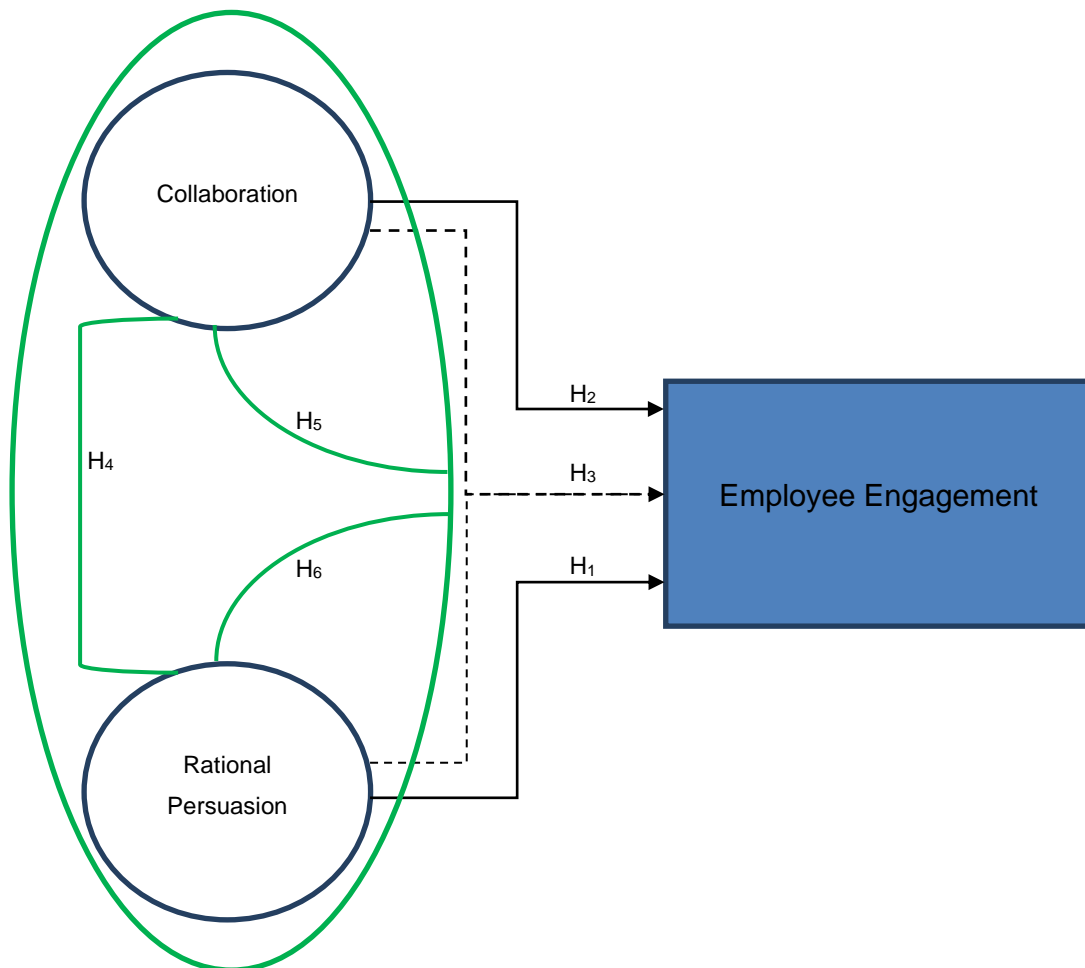 Collaboration
H₂
H₅
H₄
H₃
Employee Engagement
H₆
H₁
Rational
Persuasion